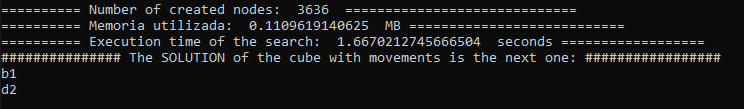 ========== Number of created nodes:  3636  =============================
========== Memoria utilizada:  0.1109619140625  MB ===========================
========== Execution time of the search:  1.6670212745666504  seconds ==================
############### The SOLUTION of the cube with movements is the next one: #################
b1
d2